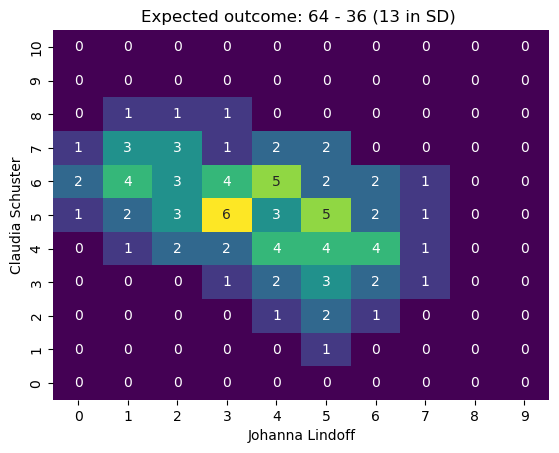 Expected outcome: 64 - 36 (13 in SD)
Claudia Schuster
10 0 0 0 0 0 0 0 0 0 0
9 0 0 0 0 0 0 0 0 0 0
8 0 1 1 1 0 0 0 0 0 0
7 1 3 3 1 2 2 0 0 0 0
6 2 4 3 4 5 2 2 1 0 0
5 1 2 3 6 3 5 2 1 0 0
4 0 1 2 2 4 4 4 1 0 0
3 0 0 0 1 2 3 2 1 0 0
2 0 0 0 0 1 2 1 0 0 0
1 0 0 0 0 0 1 0 0 0 0
0 0 0 0 0 0 0 0 0 0 0
0 1 2 3 4 5 6 7 8 9
Johanna Lindoff